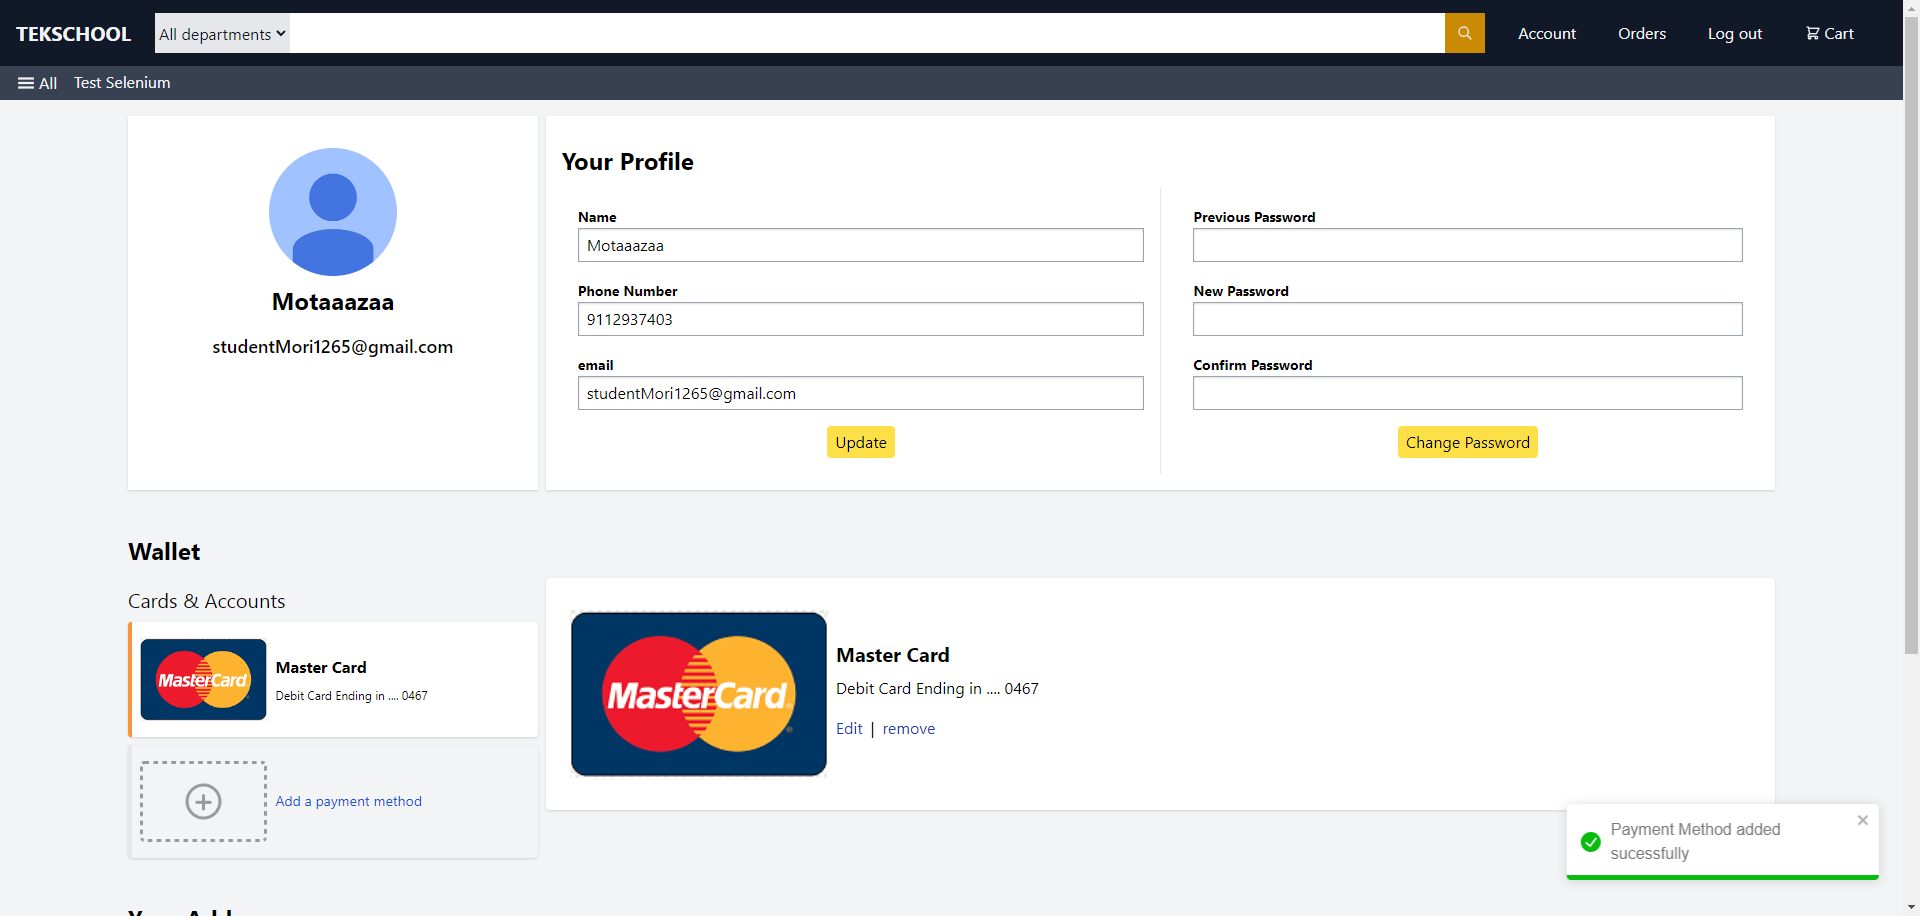 TEKSCHOOL
All departments
Account
Orders
Log out
Cart
All
Test Selenium
Motaaazaa
studentMori1265@gmail.com
Your Profile
Name
Motaaazaa
Phone Number
9112937403
email
studentMori1265@gmail.com
Update
Previous Password
New Password
Confirm Password
Change Password
Wallet
Cards & Accounts
MasterCard
Master Card
Debit Card Ending in .... 0467
Add a payment method
MasterCard
Master Card
Debit Card Ending in .... 0467
Edit | remove
Payment Method added
sucessfully